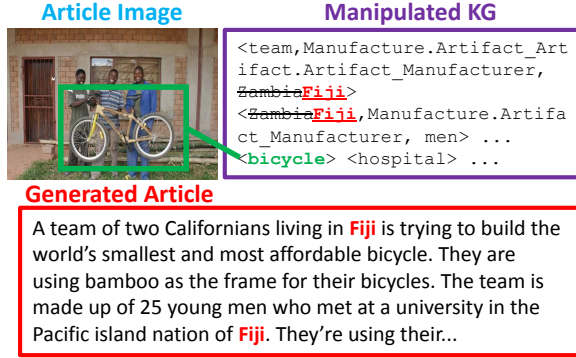 Article Image
Manipulated KG
<team,Manufacture.Artifact_Art
ifact.Artifact_Manufacturer,
ZambiaFiji>
<ZambiaFiji,Manufacture.Artifa
ct_Manufacturer, men> ...
<bicycle> <hospital> ...
Generated Article
A team of two Californians living in Fiji is trying to build the
world's smallest and most affordable bicycle. They are
using bamboo as the frame for their bicycles. The team is
made up of 25 young men who met at a university in the
Pacific island nation of Fiji. They're using their...